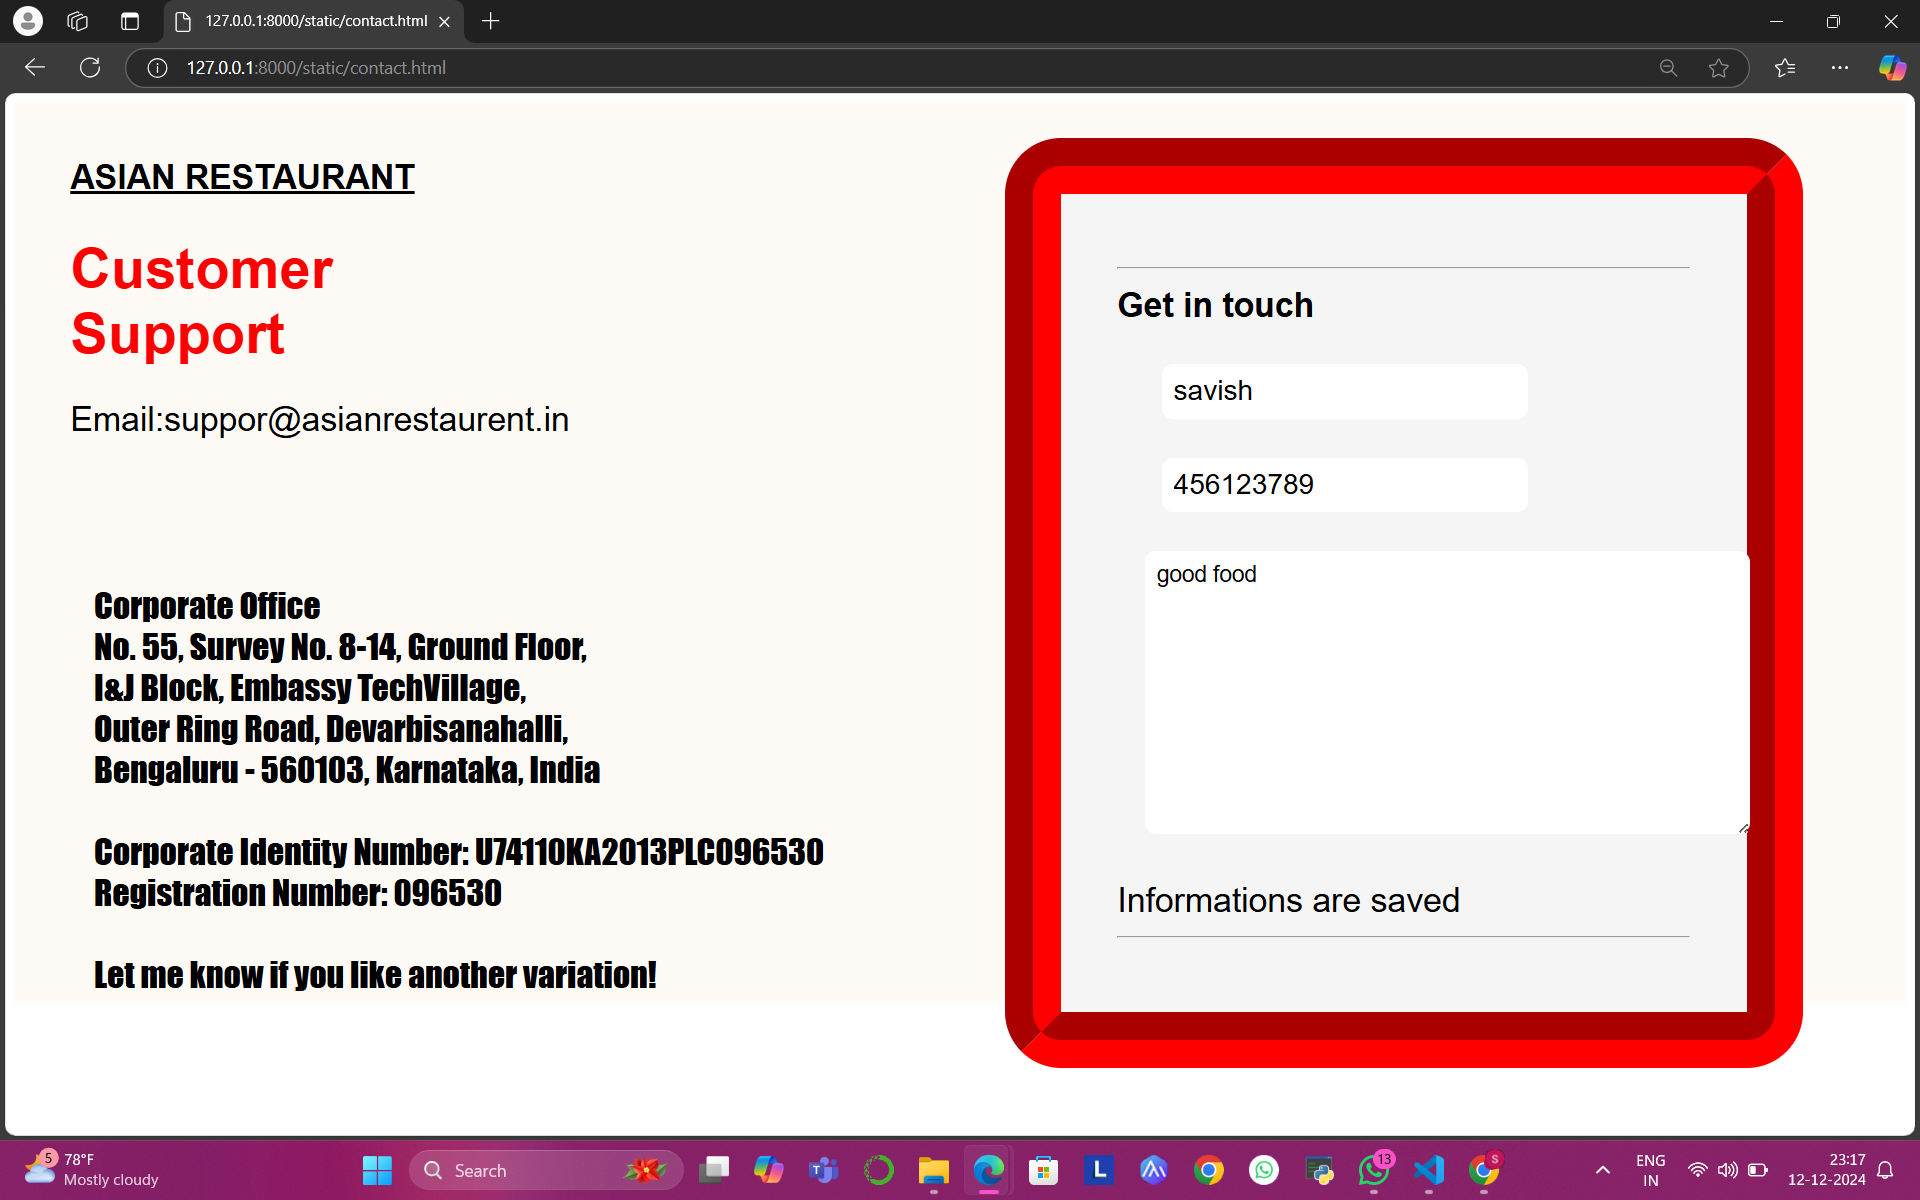 127.0.0.1:8000/static/contact.html
127.0.0.1:8000/static/contact.html
ASIAN RESTAURANT
Customer
Support
Email:suppor@asianrestaurent.in
Corporate Office
No. 55, Survey No. 8-14, Ground Floor,
I&J Block, Embassy TechVillage,
Outer Ring Road, Devarbisanahalli,
Bengaluru - 560103, Karnataka, India
Corporate Identity Number: U74110KA2013PLC096530
Registration Number: 096530
Let me know if you like another variation!
Get in touch
savish
456123789
good food
Informations are saved
5
78°F
Mostly cloudy
Search
T
L
13
S
ENG
IN
23:17
12-12-2024